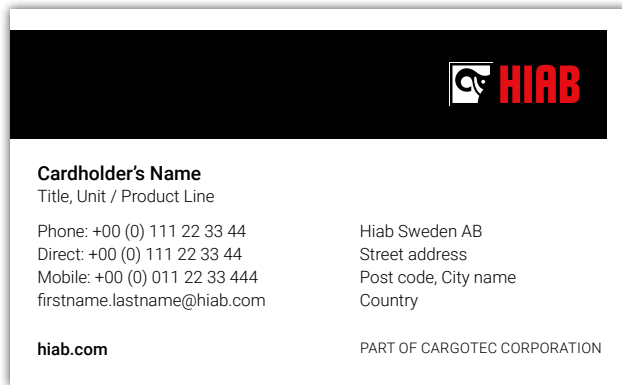 HIAB
Cardholder's Name
Title, Unit / Product Line
Phone: +00 (0) 111 22 33 44
Direct: +00 (0) 111 22 33 44
Mobile: +00 (0) 011 22 33 444
firstname.lastname@hiab.com
Hiab Sweden AB
Street address
Post code, City name
Country
hiab.com
PART OF CARGOTEC CORPORATION